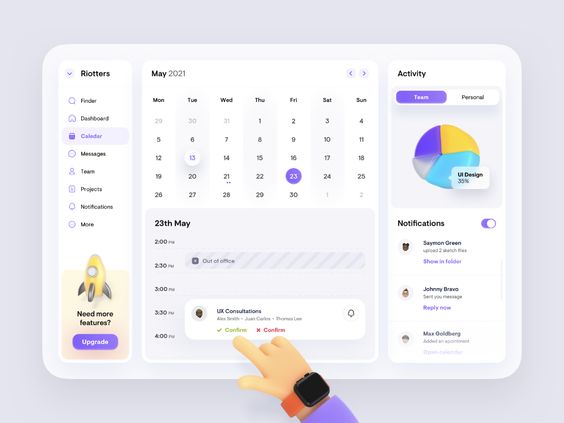 Riotters
Finder
Dashboard
Caledar
Messages
Team
Projects
Notifications
More
Need more
features?
Upgrade
May 2021
Mon Tue Wed Thu Fri Sat Sun
29 30 31 1 2 3 4
5 6 7 8 9 10 11
12 13 14 15 16 17 18
19 20 21 22 23 24 25
26 27 28 29 30 1 2
23th May
2:00 PM
Out of office
2:30 PM
3:00 PM
UX Consultations
Alex Smith • Juan Carlos • Thomas Lee
3:30 PM
Confirm Confirm
4:00 PM
Activity
Team Personal
UI Design
35%
Notifications
Saymon Green
upload 2 sketch files
Show in folder
Johnny Bravo
Sent you message
Reply now
Max Goldberg
Added an apointment
Open calendar